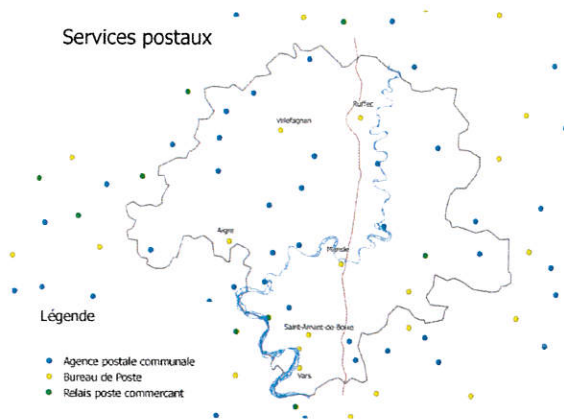 Services postaux
Ruffec
Villefagnan
Aigre
Mansle
Saint-Amant-de-Boixe
Vars
Légende
Agence postale communale
Bureau de Poste
Relais poste commercant